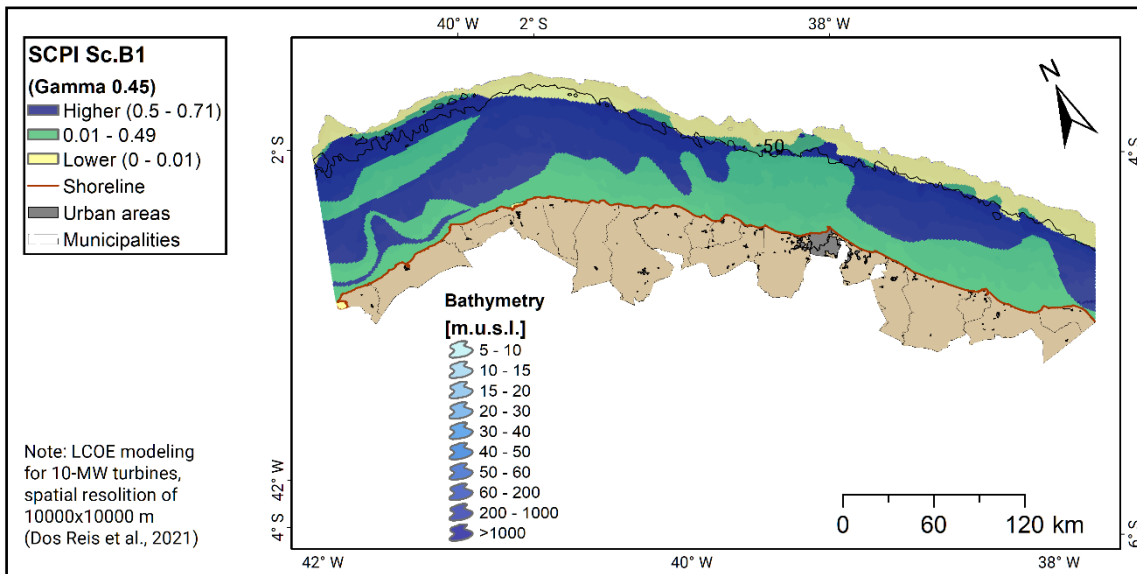 40° W
2° S
38° W
SCPI Sc.B1
(Gamma 0.45)
Higher (0.5 - 0.71)
0.01 - 0.49
Lower (0 - 0.01)
Shoreline
Urban areas
Municipalities
N
2° S
-50
4° S
Bathymetry
[m.u.s.l.]
5 - 10
10 - 15
15 - 20
20 - 30
30 - 40
40 - 50
50 - 60
60 - 200
200 - 1000
>1000
Note: LCOE modeling
for 10-MW turbines,
spatial resolition of
10000x10000 m
(Dos Reis et al., 2021)
42° W
4° S
0 60 120 km
6° S
42° W
40° W
38° W